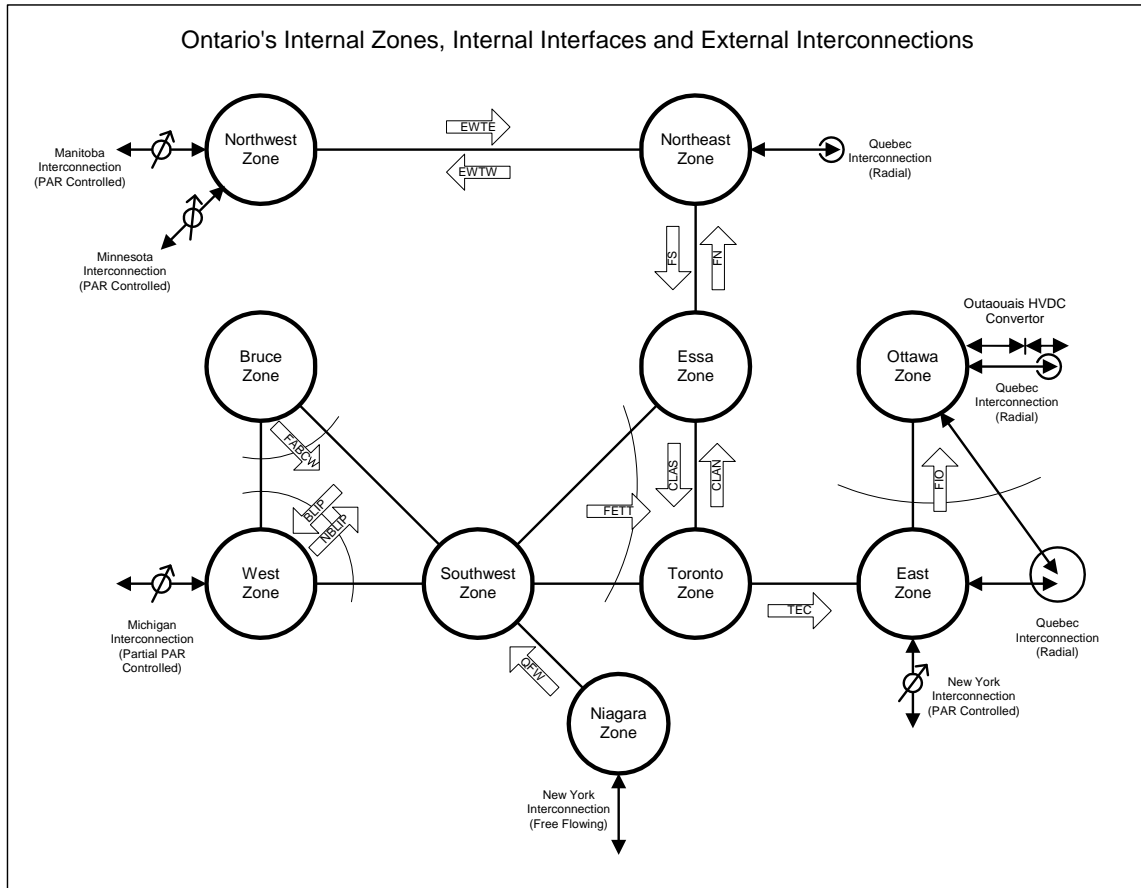 Ontario's Internal Zones, Internal Interfaces and External Interconnections
Northwest
Zone
EWTE
EWTW
Northeast
Zone
Manitoba
Interconnection
(PAR Controlled)
Quebec
Interconnection
(Radial)
Minnesota
Interconnection
(PAR Controlled)
FS
FN
Bruce
Zone
Essa
Zone
Ottawa
Zone
Outaouais HVDC
Convertor
Quebec
Interconnection
(Radial)
FABCW
CLAS
CLAN
FIO
BLIP
NBLIP
FETT
West
Zone
Southwest
Zone
Toronto
Zone
East
Zone
TEC
Michigan
Interconnection
(Partial PAR
Controlled)
Quebec
Interconnection
(Radial)
QFW
New York
Interconnection
(PAR Controlled)
Niagara
Zone
New York
Interconnection
(Free Flowing)